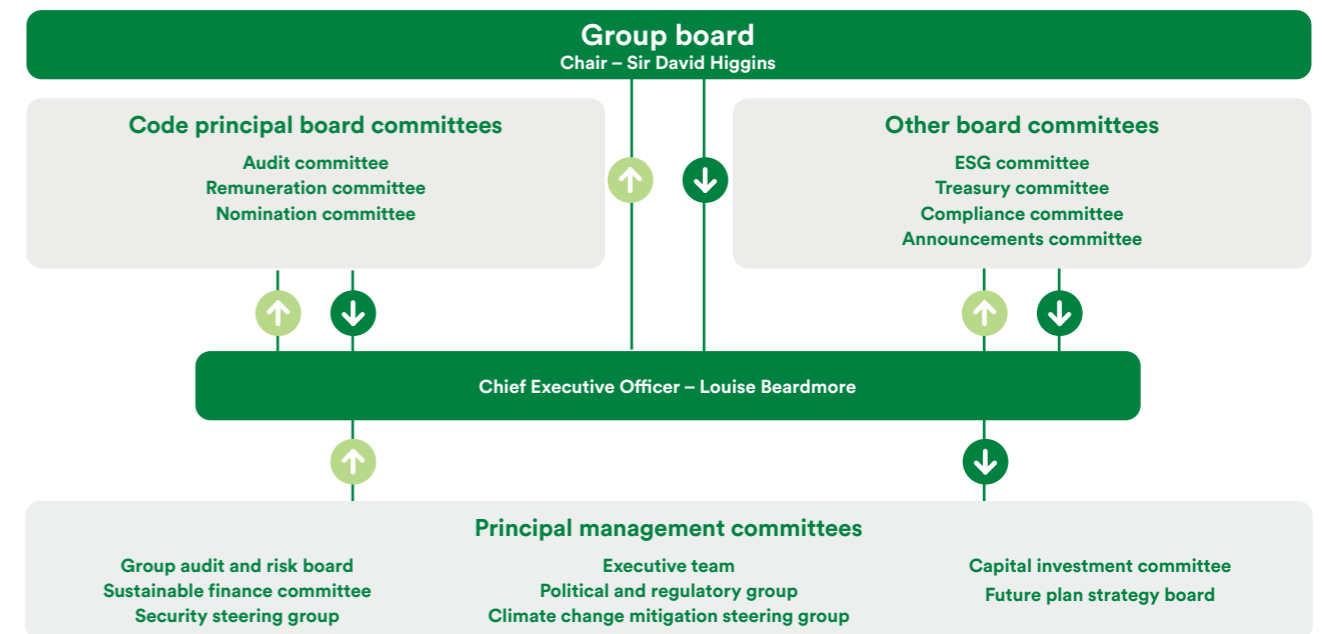 Group board
Chair – Sir David Higgins
Code principal board committees
Audit committee
Remuneration committee
Nomination committee
Other board committees
ESG committee
Treasury committee
Compliance committee
Announcements committee
Chief Executive Officer – Louise Beardmore
Principal management committees
Group audit and risk board
Sustainable finance committee
Security steering group
Executive team
Political and regulatory group
Climate change mitigation steering group
Capital investment committee
Future plan strategy board